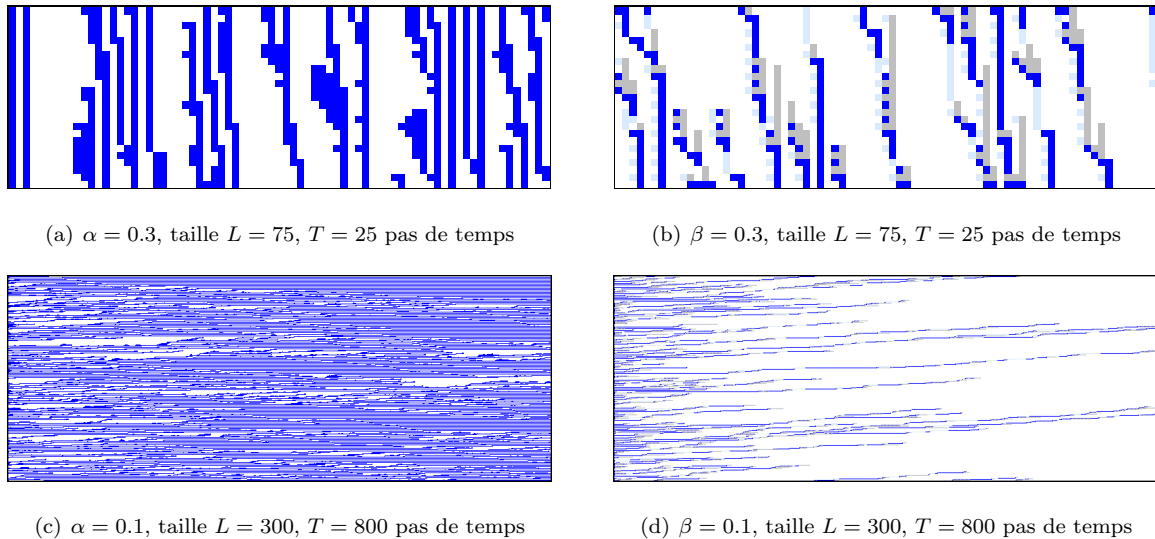 (a) α = 0.3, taille L = 75, T = 25 pas de temps
(b) β = 0.3, taille L = 75, T = 25 pas de temps
(c) α = 0.1, taille L = 300, T = 800 pas de temps
(d) β = 0.1, taille L = 300, T = 800 pas de temps